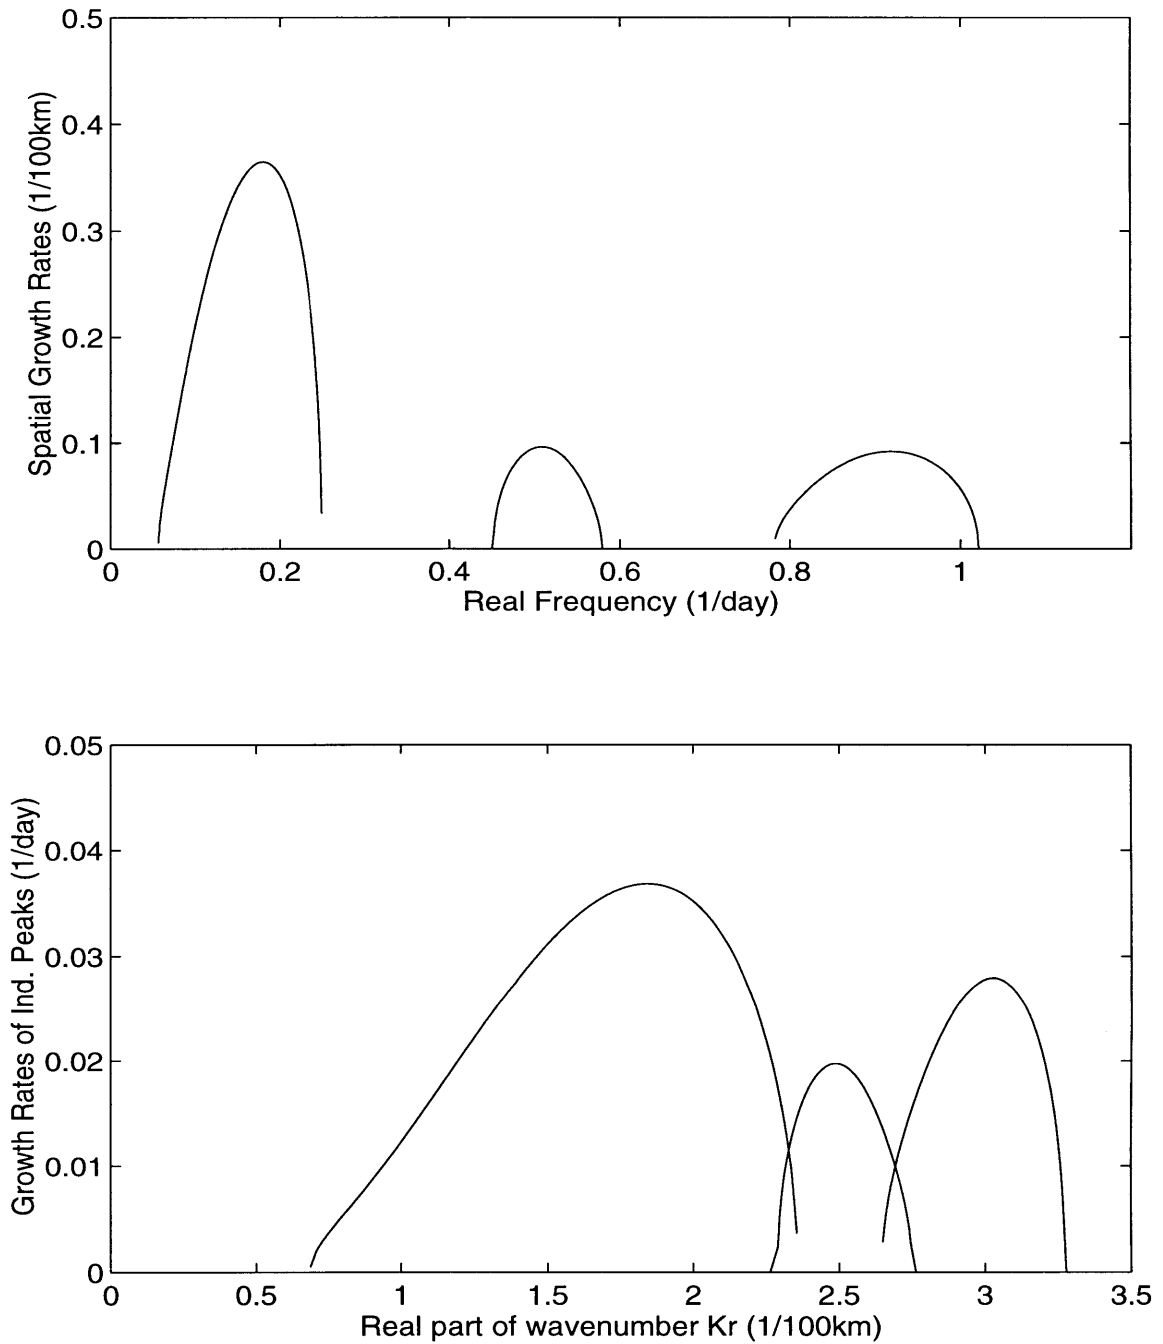 0.5
0.4
0.3
0.2
0.1
0
Spatial Growth Rates (1/100km)
0 0.2 0.4 0.6 0.8 1
Real Frequency (1/day)
0.05
0.04
0.03
0.02
0.01
0
Growth Rates of Ind. Peaks (1/day)
0 0.5 1 1.5 2 2.5 3 3.5
Real part of wavenumber Kr (1/100km)